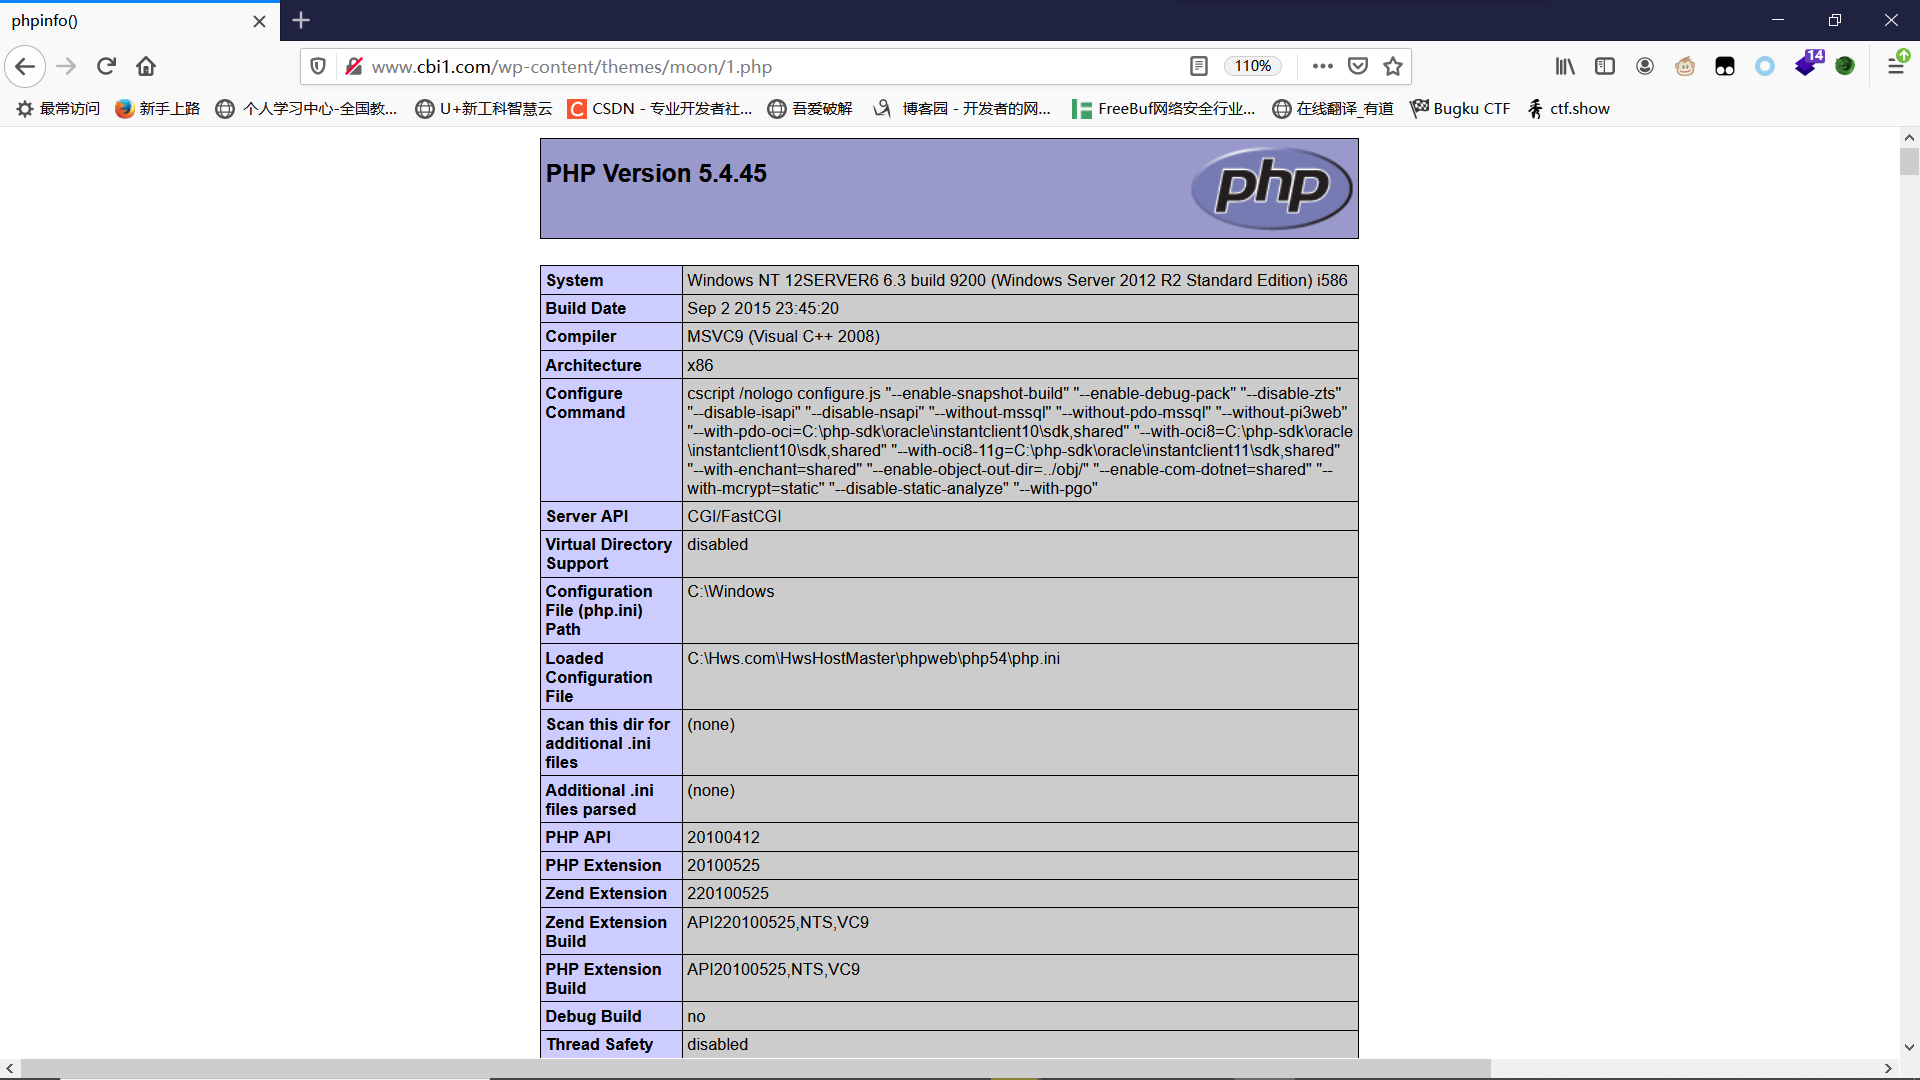 phpinfo()
www.cbi1.com/wp-content/themes/moon/1.php
110%
14
最常访问
新手上路
个人学习中心-全国教...
U+新工科智慧云
CSDN - 专业开发者社...
吾爱破解
博客园 - 开发者的网...
FreeBuf网络安全行业...
在线翻译_有道
Bugku CTF
ctf.show
PHP Version 5.4.45
php
System
Windows NT 12SERVER6 6.3 build 9200 (Windows Server 2012 R2 Standard Edition) i586
Build Date
Sep 2 2015 23:45:20
Compiler
MSVC9 (Visual C++ 2008)
Architecture
x86
Configure
Command
cscript /nologo configure.js "--enable-snapshot-build" "--enable-debug-pack" "--disable-zts"
"--disable-isapi" "--disable-nsapi" "--without-mssql" "--without-pdo-mssql" "--without-pi3web"
"--with-pdo-oci=C:\php-sdk\oracle\instantclient10\sdk,shared" "--with-oci8=C:\php-sdk\oracle
\instantclient10\sdk,shared" "--with-oci8-11g=C:\php-sdk\oracle\instantclient11\sdk,shared"
"--with-enchant=shared" "--enable-object-out-dir=../obj/" "--enable-com-dotnet=shared" "--
with-mcrypt=static" "--disable-static-analyze" "--with-pgo"
Server API
CGI/FastCGI
Virtual Directory
Support
disabled
Configuration
File (php.ini)
Path
C:\Windows
Loaded
Configuration
File
C:\Hws.com\HwsHostMaster\phpweb\php54\php.ini
Scan this dir for
additional .ini
files
(none)
Additional .ini
files parsed
(none)
PHP API
20100412
PHP Extension
20100525
Zend Extension
220100525
Zend Extension
Build
API220100525,NTS,VC9
PHP Extension
Build
API20100525,NTS,VC9
Debug Build
no
Thread Safety
disabled